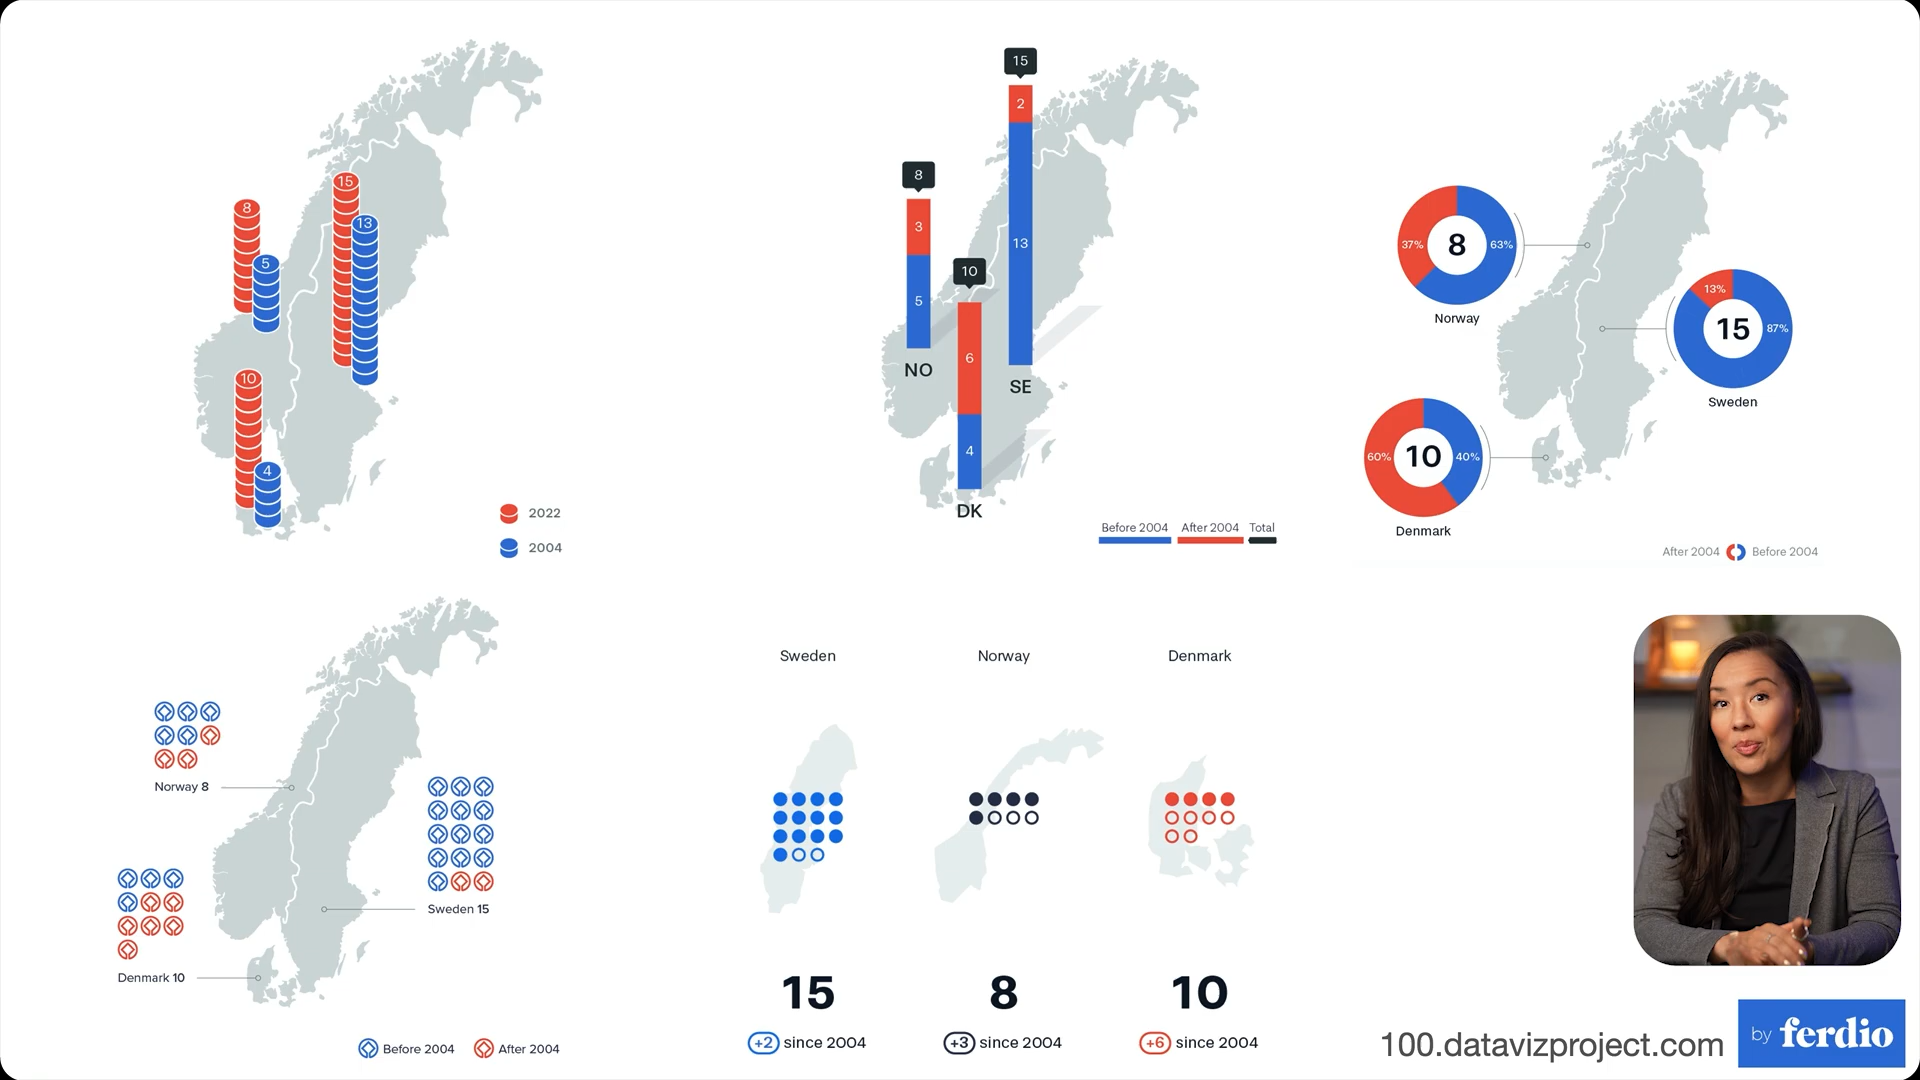 8
5
15
13
10
4
2022
2004
15
2
13
SE
8
3
5
NO
10
6
4
DK
Before 2004 After 2004 Total
37% 8 63%
Norway
13%
15 87%
Sweden
60% 10 40%
Denmark
After 2004 Before 2004
Norway 8
Sweden 15
Denmark 10
Before 2004 After 2004
Sweden Norway Denmark
15 8 10
+2 since 2004 +3 since 2004 +6 since 2004
100.datavizproject.com
by ferdio